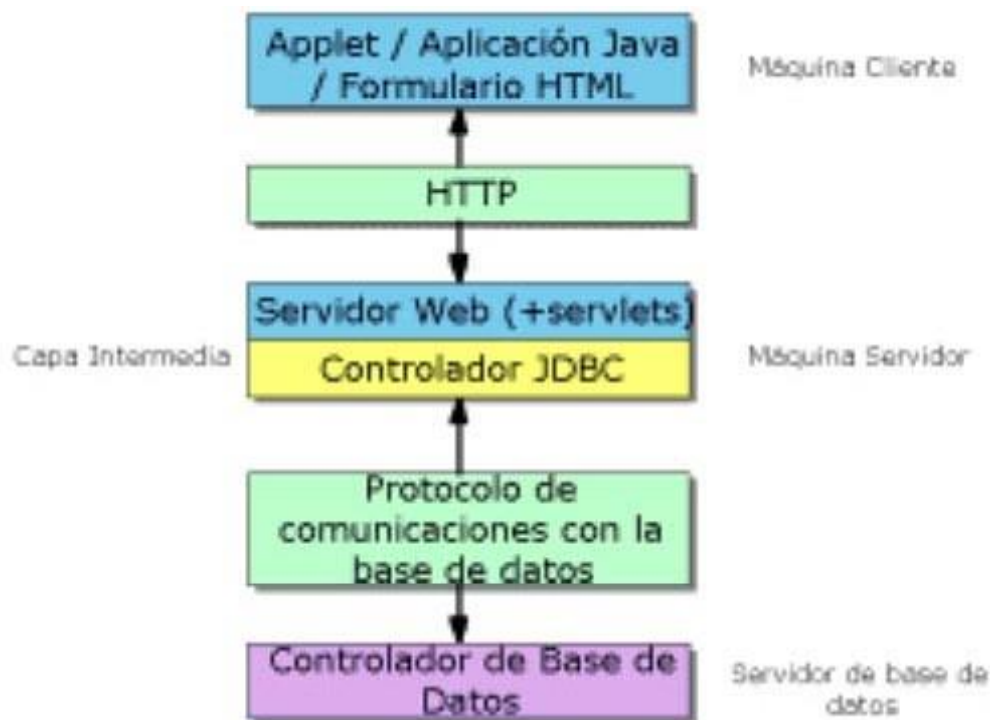 Applet / Aplicación Java
/ Formulario HTML
Máquina Cliente
HTTP
Servidor Web (+servlets)
Capa Intermedia
Controlador JDBC
Máquina Servidor
Protocolo de
comunicaciones con la
base de datos
Controlador de Base de
Datos
Servidor de base de
datos